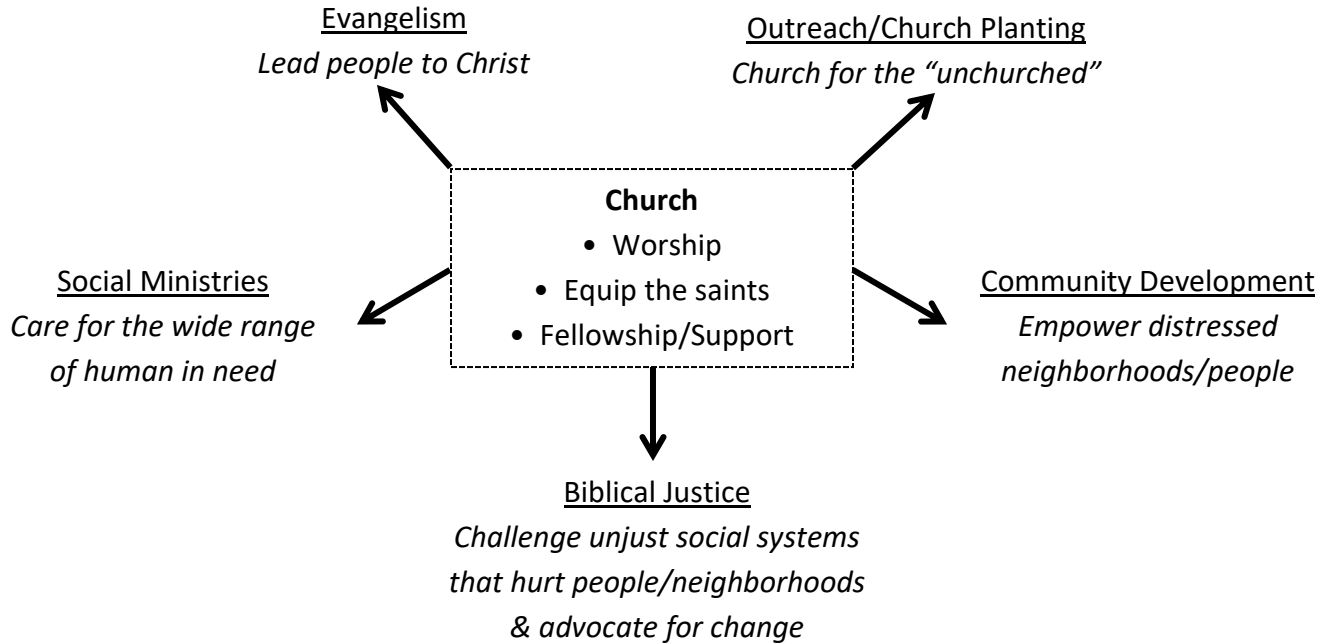 Evangelism
Lead people to Christ
Outreach/Church Planting
Church for the “unchurched”
Church
• Worship
• Equip the saints
• Fellowship/Support
Social Ministries
Care for the wide range
of human in need
Community Development
Empower distressed
neighborhoods/people
Biblical Justice
Challenge unjust social systems
that hurt people/neighborhoods
& advocate for change